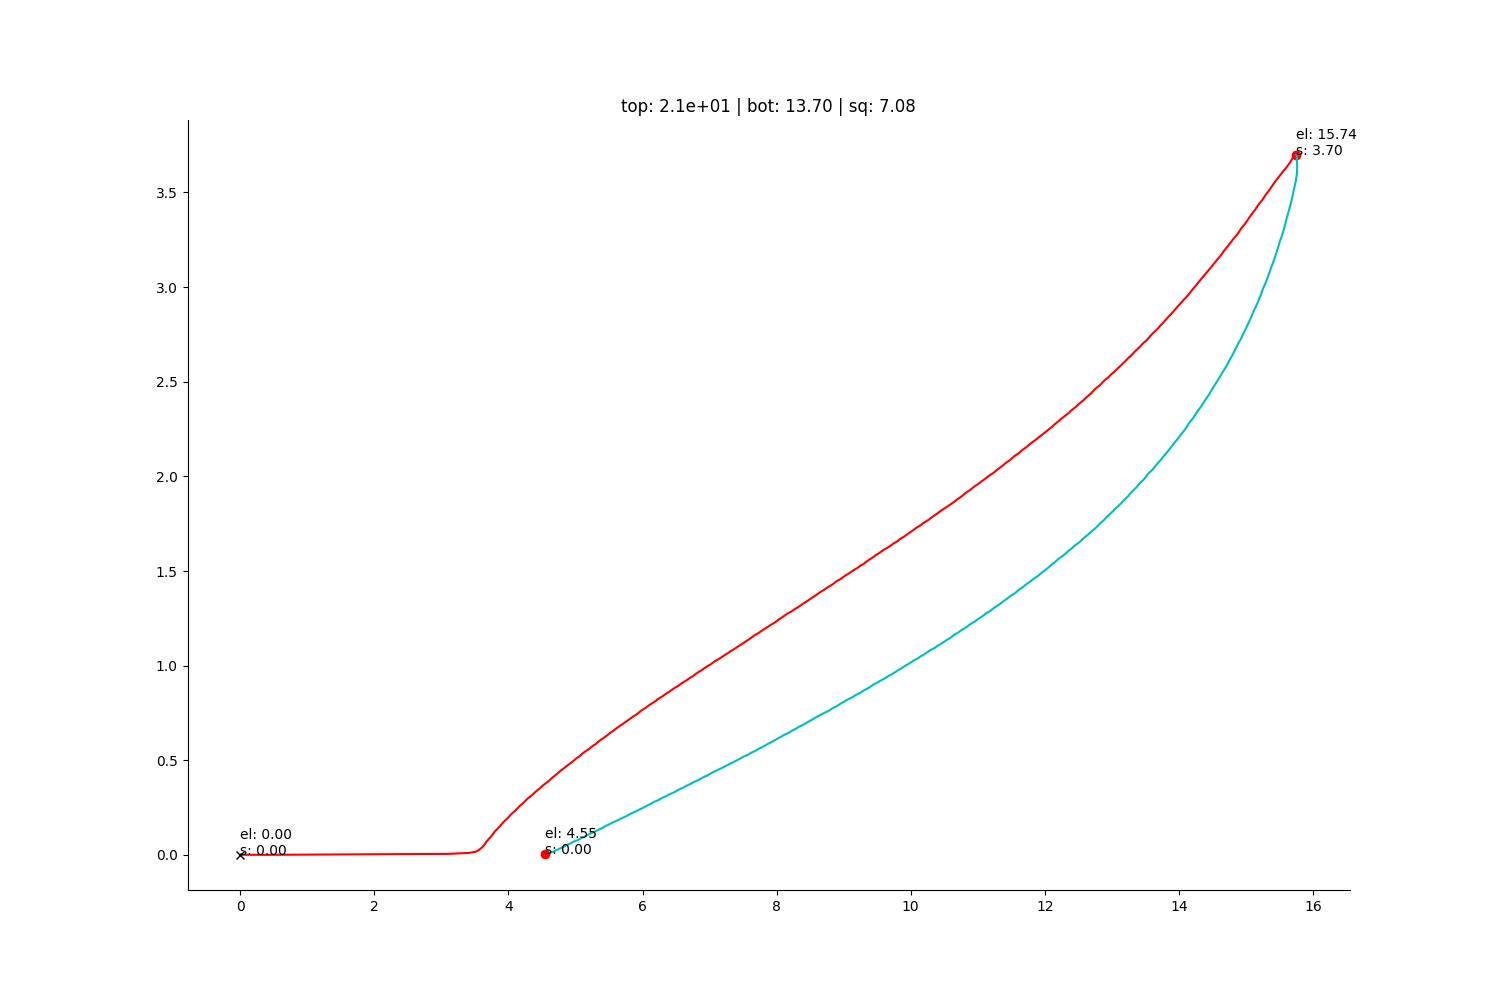 top: 2.1e+01 | bot: 13.70 | sq: 7.08
el: 15.74
s: 3.70
3.5
3.0
2.5
2.0
1.5
1.0
0.5
0.0
el: 0.00
s: 0.00
el: 4.55
s: 0.00
0 2 4 6 8 10 12 14 16